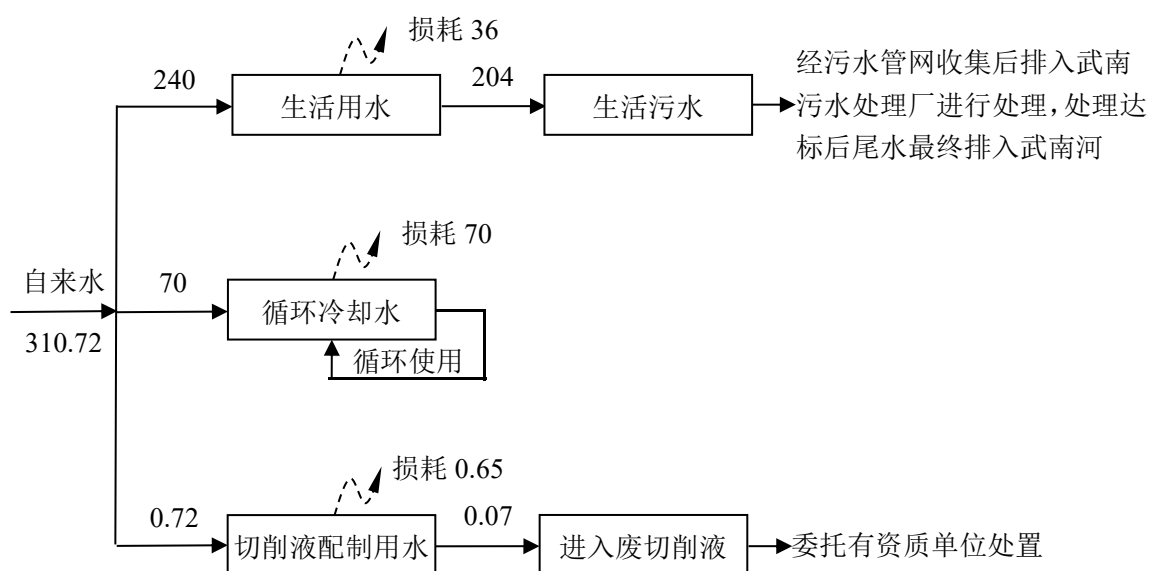 损耗 36
240
生活用水
204
生活污水
经污水管网收集后排入武南
污水处理厂进行处理,处理达
标后尾水最终排入武南河
损耗 70
自来水
70
循环冷却水
310.72
循环使用
损耗 0.65
0.72
切削液配制用水
0.07
进入废切削液
委托有资质单位处置